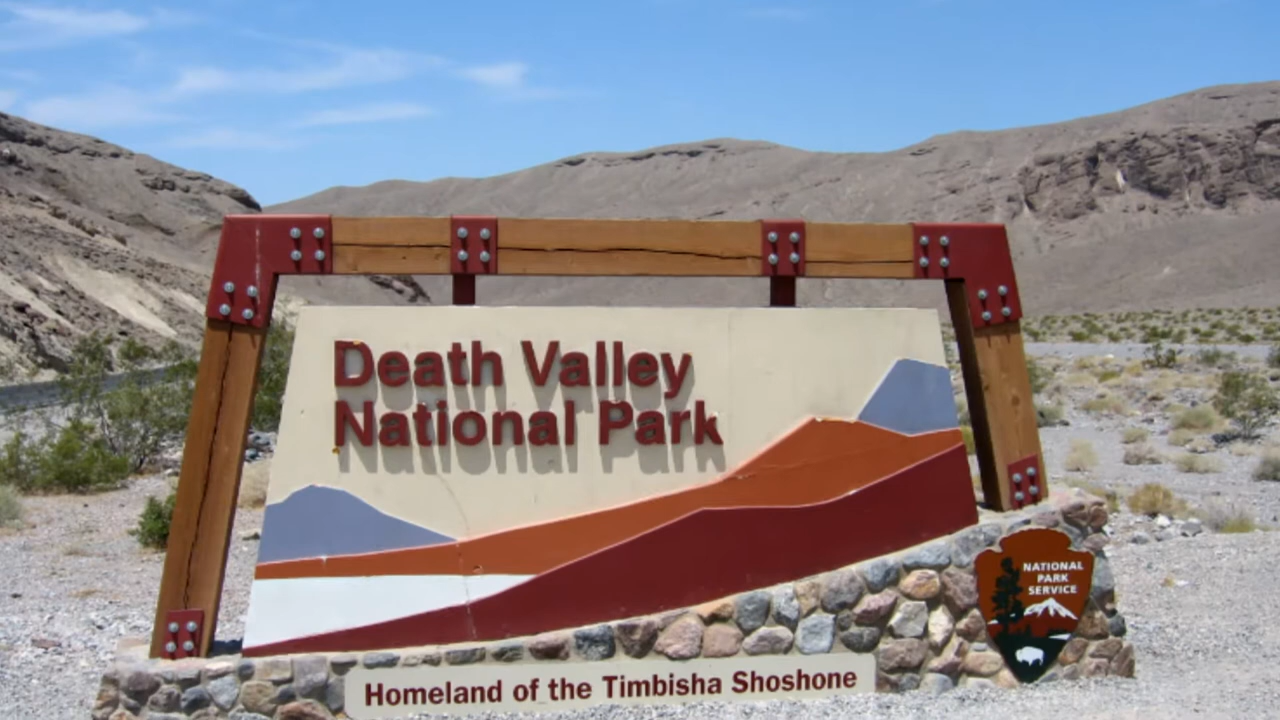 Death Valley
National Park
NATIONAL
PARK
SERVICE
Homeland of the Timbisha Shoshone